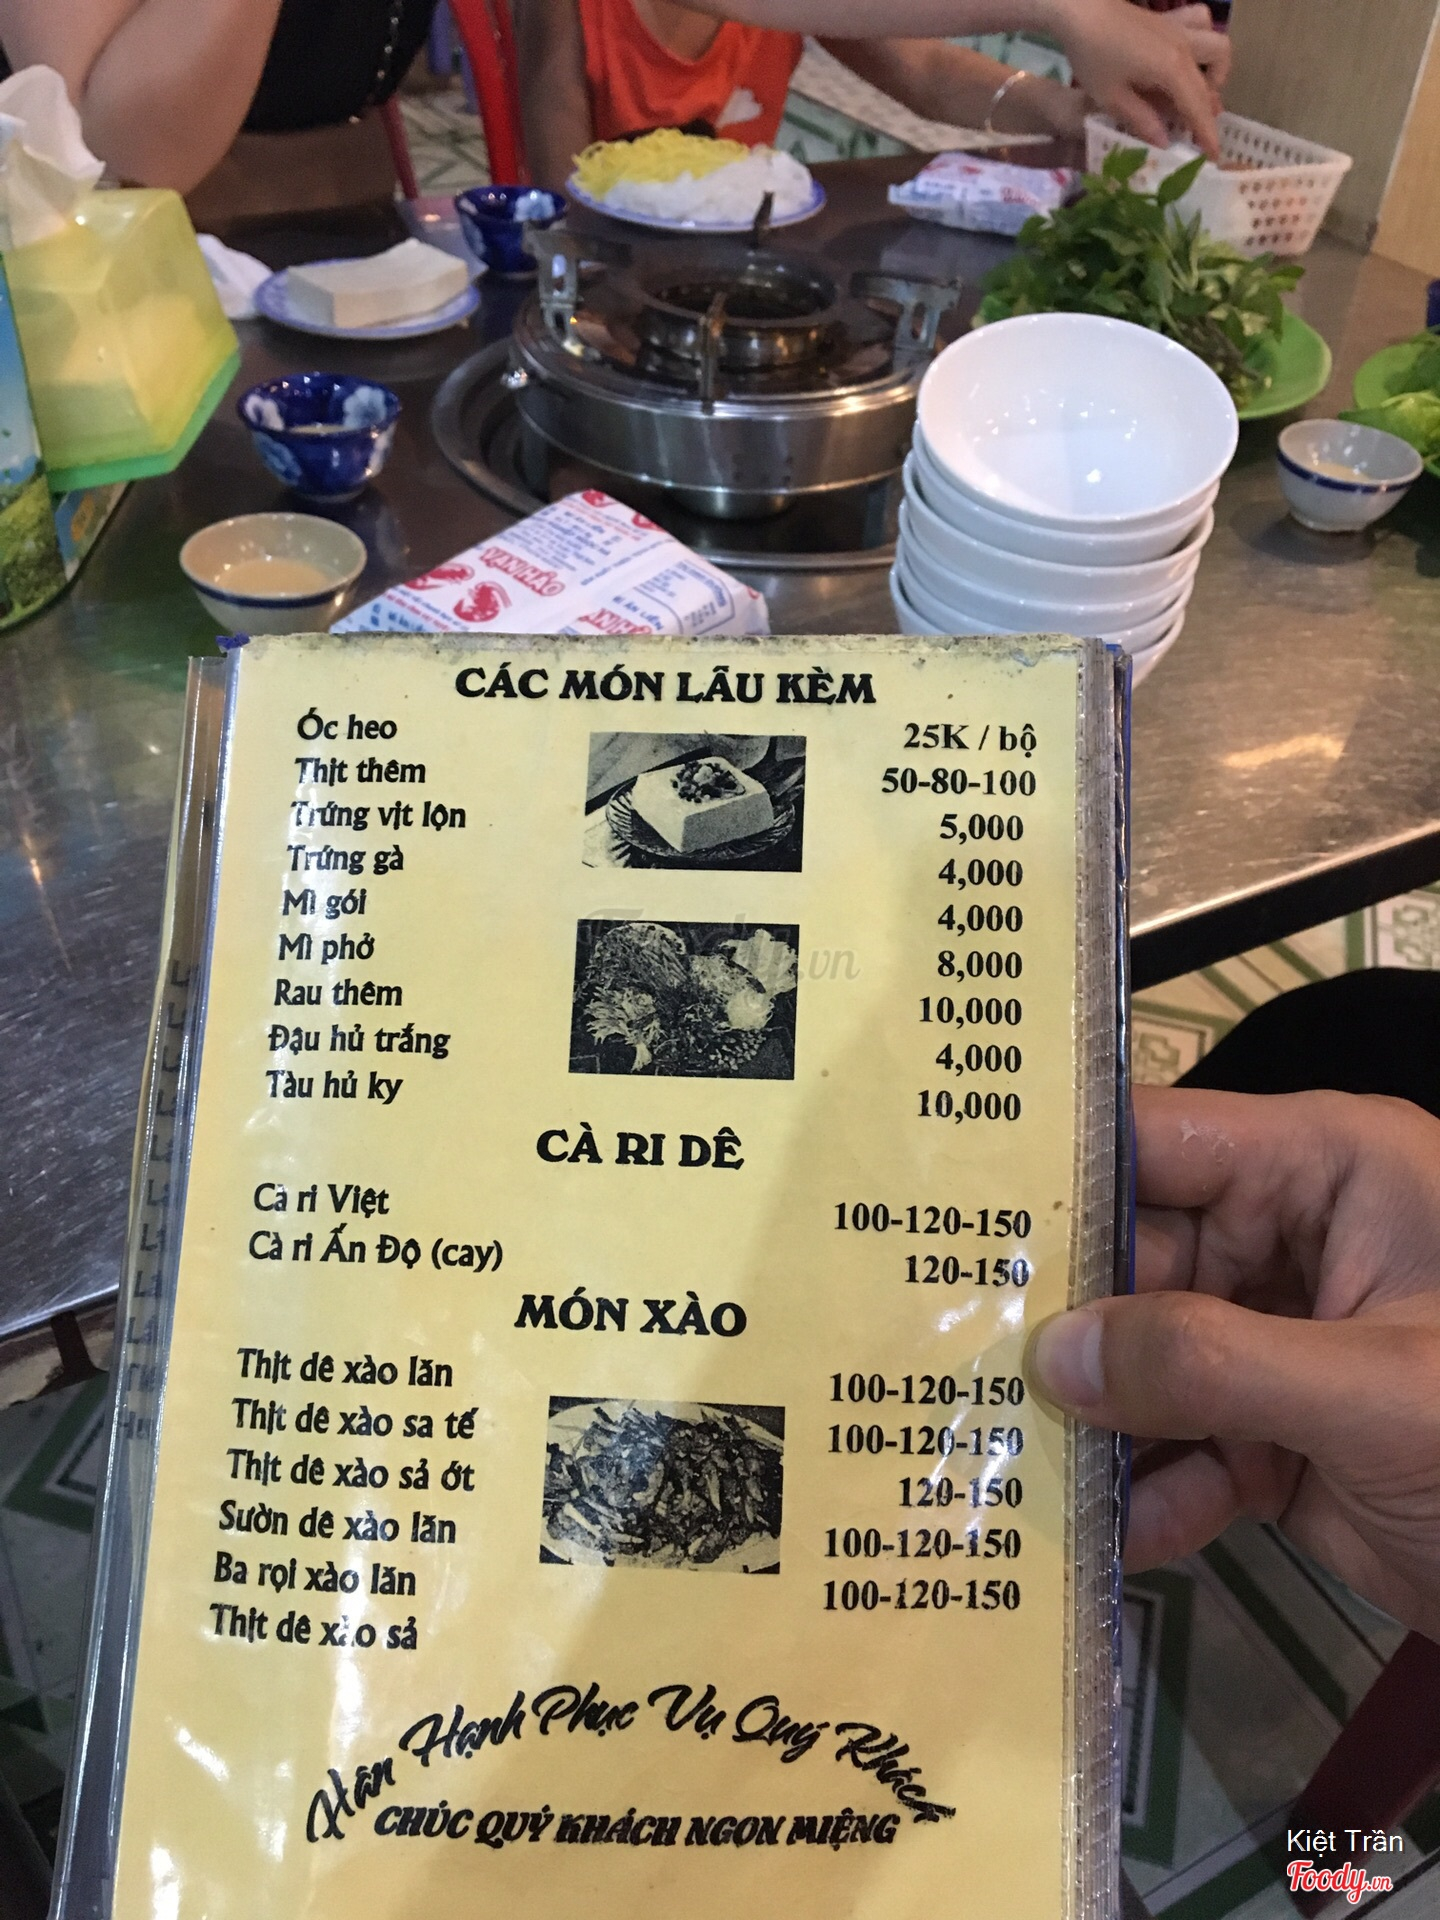 VẠN HẢO
CÁC MÓN LẨU KÈM
Óc heo 25K / bộ
Thịt thêm 50-80-100
Trứng vịt lộn 5,000
Trứng gà 4,000
Mì gói 4,000
Mì phở 8,000
Rau thêm 10,000
Đậu hủ trắng 4,000
Tàu hủ ky 10,000
CÀ RI DÊ
Cà ri Việt 100-120-150
Cà ri Ấn Độ (cay) 120-150
MÓN XÀO
Thịt dê xào lăn 100-120-150
Thịt dê xào sa tế 100-120-150
Thịt dê xào sả ớt 120-150
Sườn dê xào lăn 100-120-150
Ba rọi xào lăn 100-120-150
Thịt dê xào sả
Hân Hạnh Phục Vụ Quý Khách
CHÚC QUÝ KHÁCH NGON MIỆNG
Kiệt Trần
Foody.vn